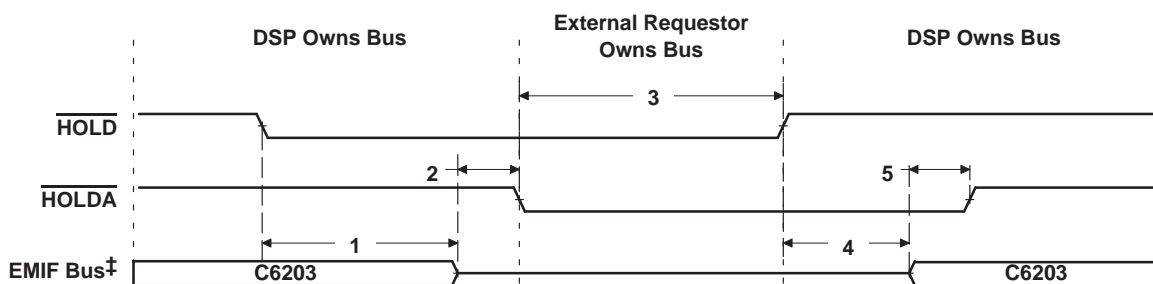 DSP Owns Bus
External Requestor
Owns Bus
DSP Owns Bus
3
HOLD
2
5
HOLDA
1
4
EMIF Bus‡
C6203
C6203